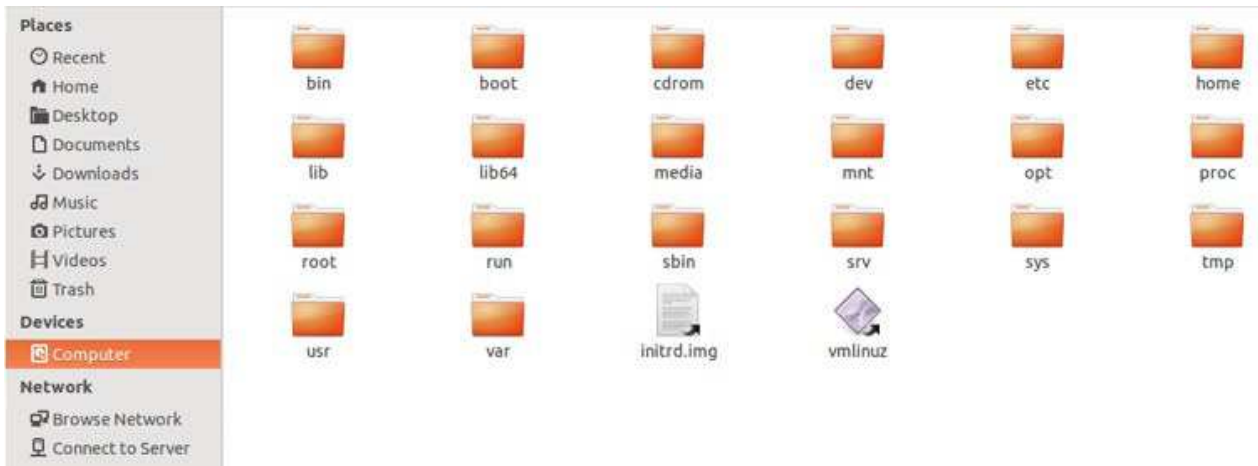 Places
Recent
Home
Desktop
Documents
Downloads
Music
Pictures
Videos
Trash
Devices
Computer
Network
Browse Network
Connect to Server
bin boot cdrom dev etc home
lib lib64 media mnt opt proc
root run sbin srv sys tmp
usr var initrd.img vmlinuz